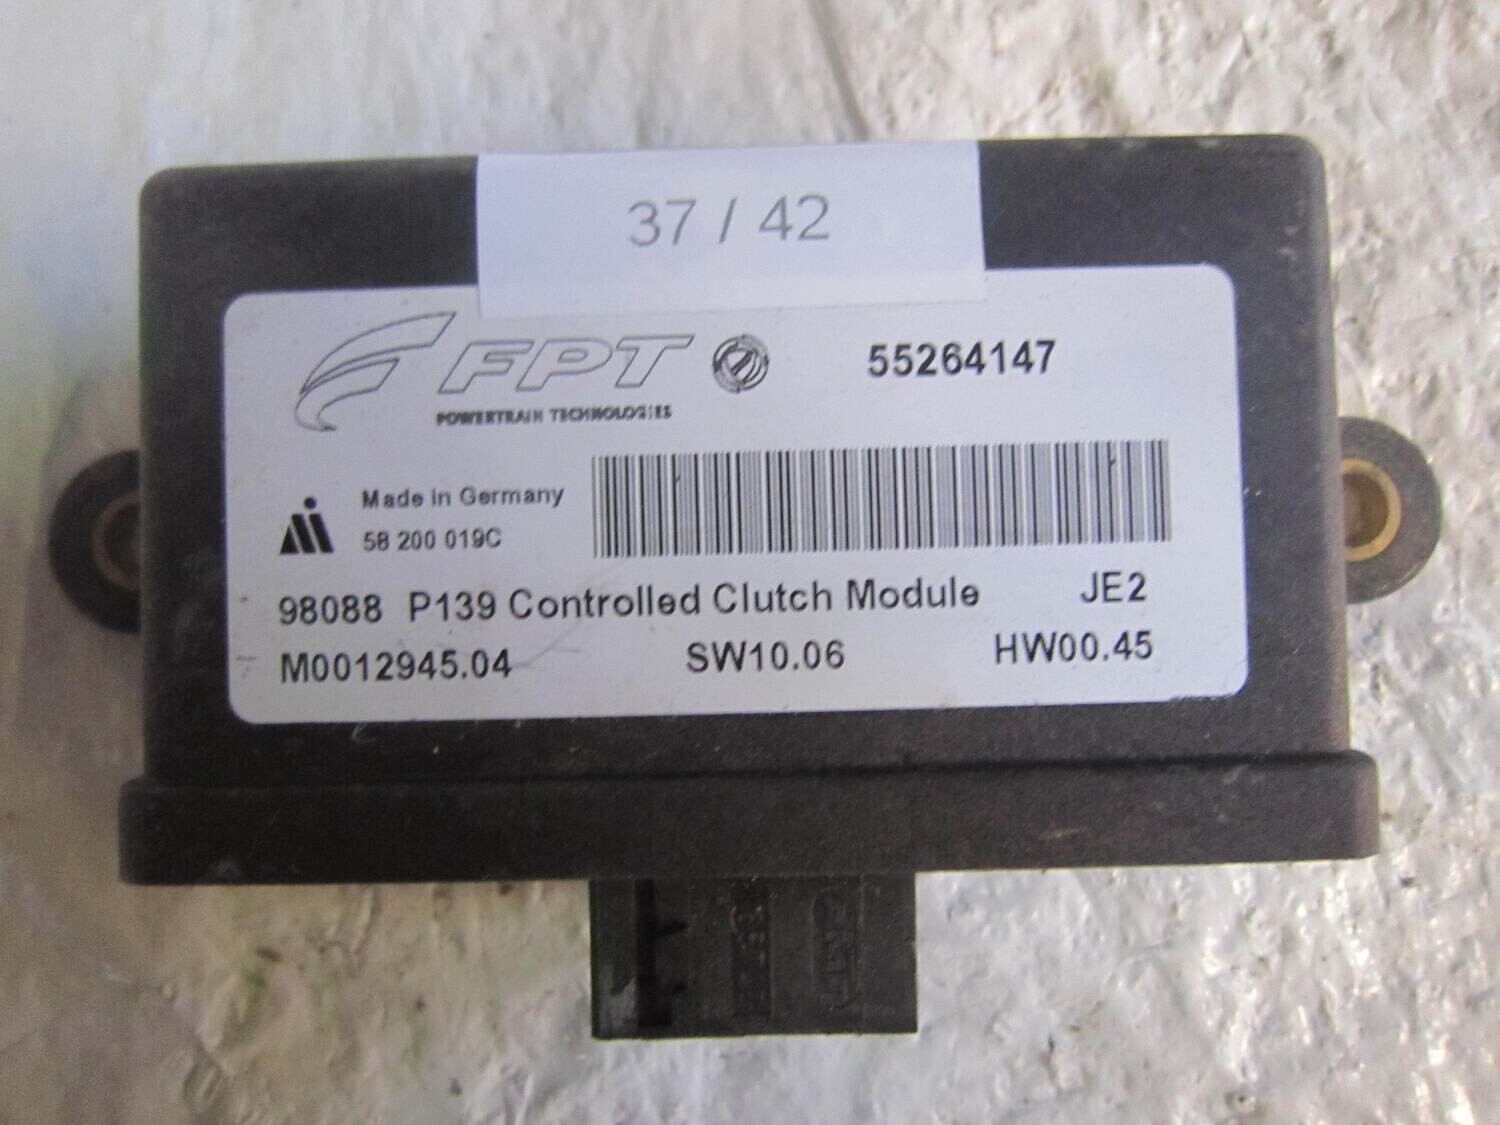 37 / 42
FPT
POWERTRAIN TECHNOLOGIES
55264147
Made in Germany
58 200 019C
98088 P139 Controlled Clutch Module JE2
M0012945.04 SW10.06 HW00.45